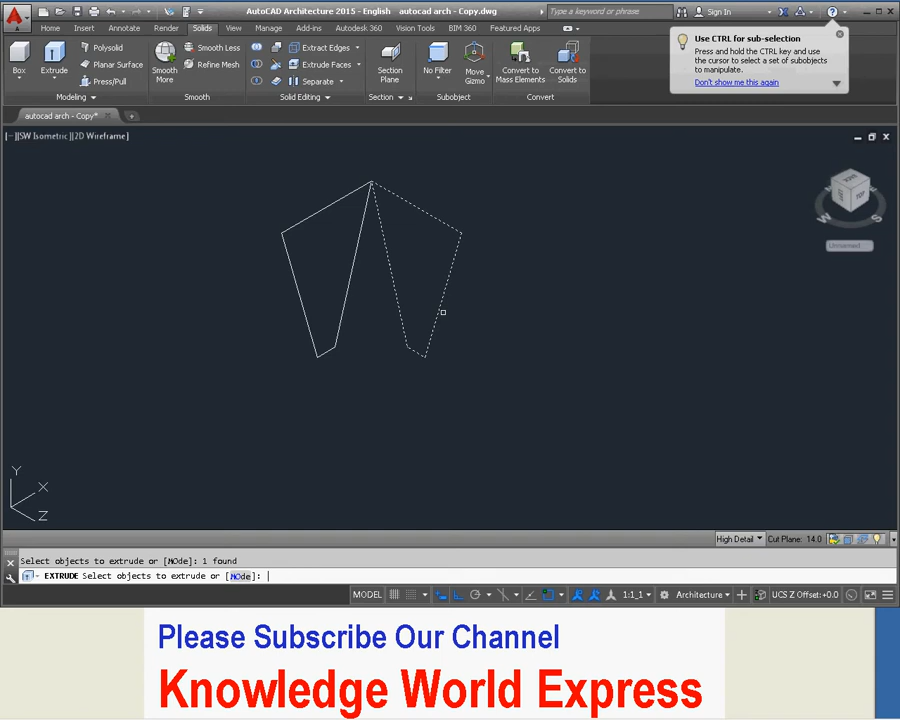 AutoCAD Architecture 2015 - English autocad arch - Copy.dwg
Type a keyword or phrase
Sign In
Home Insert Annotate Render Solids View Manage Add-ins Autodesk 360 Vision Tools BIM 360 Featured Apps
Box
Extrude
Polysolid
Planar Surface
Press/Pull
Modeling
Smooth More
Smooth Less
Refine Mesh
Smooth
Extract Edges
Extrude Faces
Separate
Solid Editing
Section Plane
Section
No Filter
Move Gizmo
Subobject
Convert to Elements
Convert to Solids
Convert
Use CTRL for sub-selection
Press and hold the CTRL key and use
the cursor to select a set of subobjects
to manipulate.
Don't show me this again
autocad arch - Copy*
[−][SW Isometric][2D Wireframe]
TOP
W
S
Unnamed
Y
X
Z
High Detail
Cut Plane: 14.0
Select objects to extrude or [MOde]: 1 found
EXTRUDE Select objects to extrude or [MOde]:
MODEL
1:1_1
Architecture
UCS Z Offset:+0.0
Please Subscribe Our Channel
Knowledge World Express